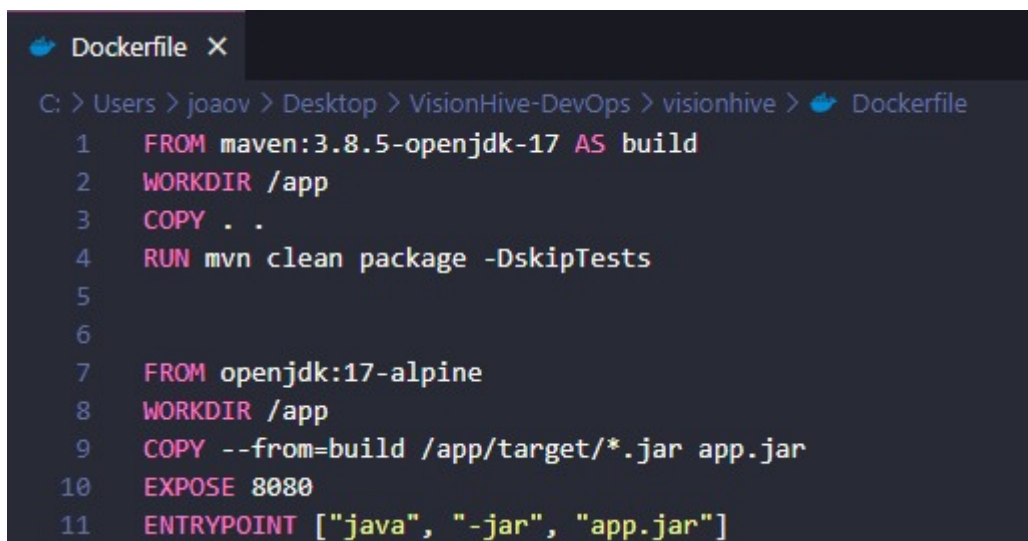 Dockerfile ×
C: > Users > joaov > Desktop > VisionHive-DevOps > visionhive > Dockerfile
1 FROM maven:3.8.5-openjdk-17 AS build
2 WORKDIR /app
3 COPY . .
4 RUN mvn clean package -DskipTests
5
6
7 FROM openjdk:17-alpine
8 WORKDIR /app
9 COPY --from=build /app/target/*.jar app.jar
10 EXPOSE 8080
11 ENTRYPOINT ["java", "-jar", "app.jar"]